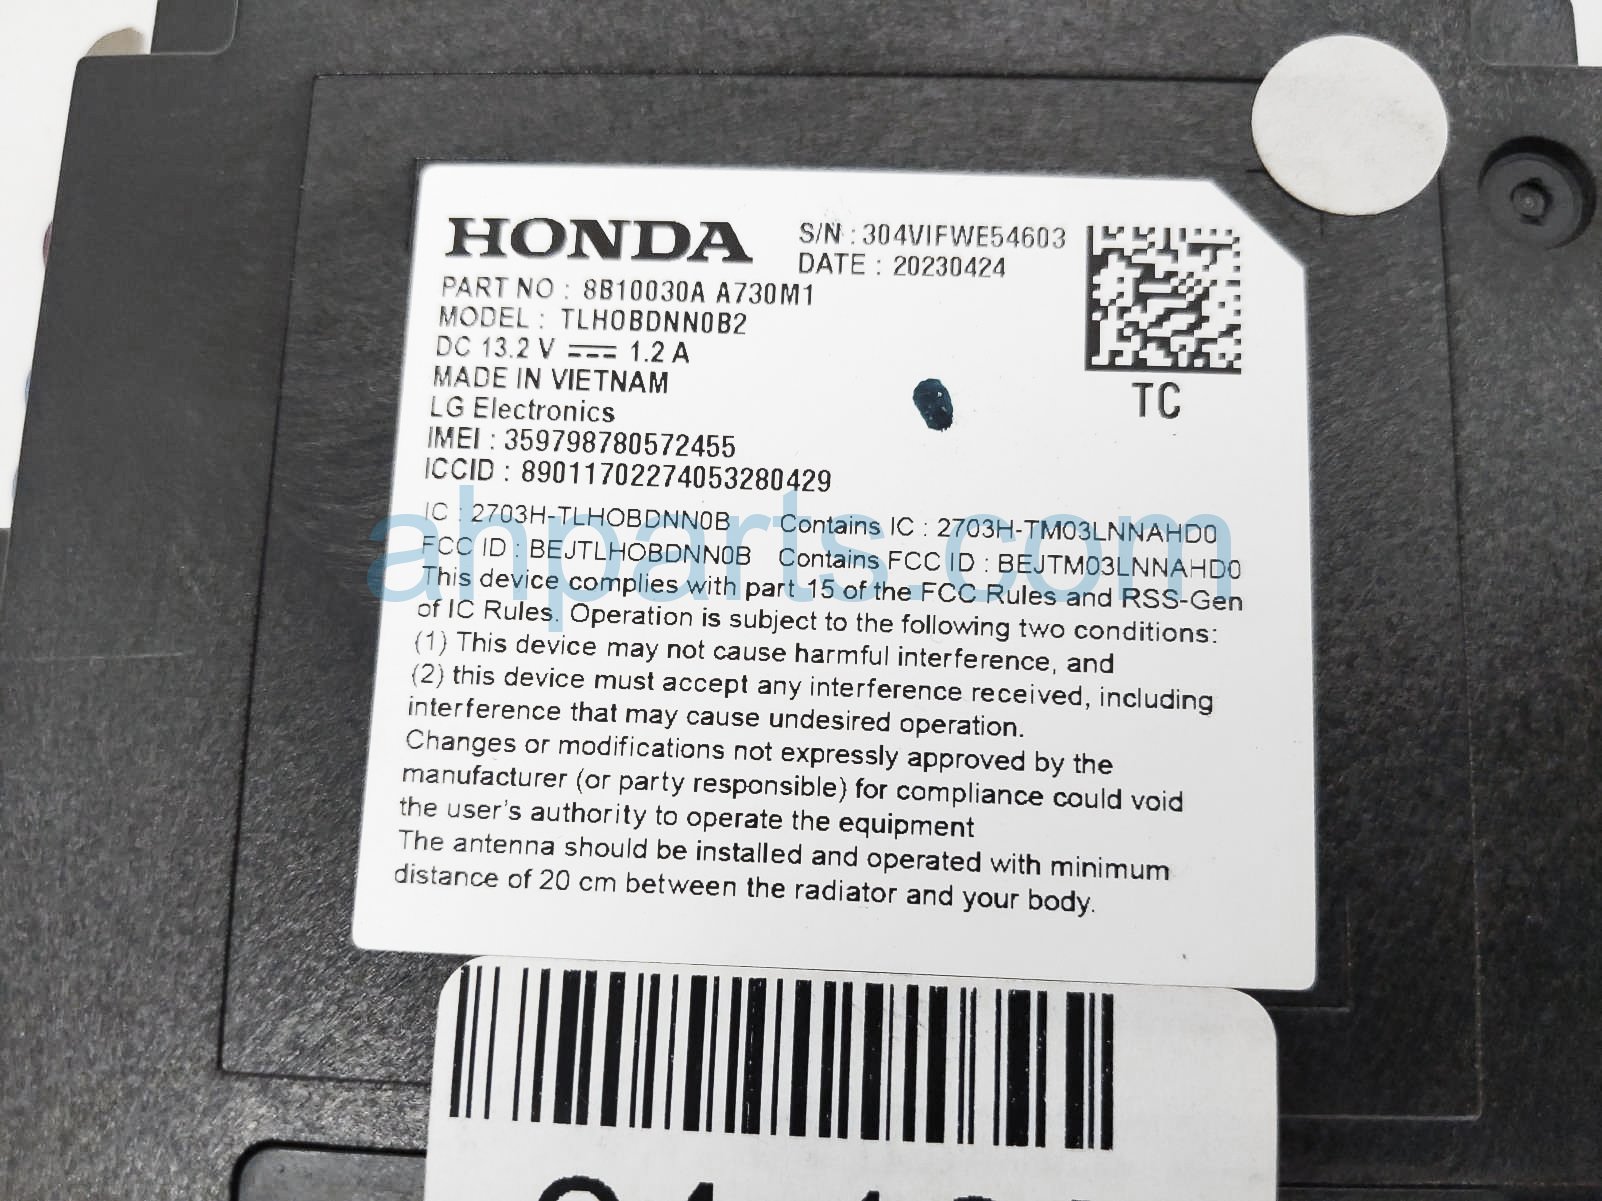 HONDA
S/N : 304VIFWE54603
DATE : 20230424
PART NO : 8B10030A A730M1
MODEL : TLHOBDNN0B2
DC 13.2 V ⎓ 1.2 A
MADE IN VIETNAM
LG Electronics
IMEI : 359798780572455
ICCID : 89011702274053280429
TC
IC : 2703H-TLHOBDNN0B Contains IC : 2703H-TM03LNNAHD0
FCC ID : BEJTLHOBDNN0B Contains FCC ID : BEJTM03LNNAHD0
This device complies with part 15 of the FCC Rules and RSS-Gen
of IC Rules. Operation is subject to the following two conditions:
(1) This device may not cause harmful interference, and
(2) this device must accept any interference received, including
interference that may cause undesired operation.
Changes or modifications not expressly approved by the
manufacturer (or party responsible) for compliance could void
the user's authority to operate the equipment
The antenna should be installed and operated with minimum
distance of 20 cm between the radiator and your body.
ahparts.com